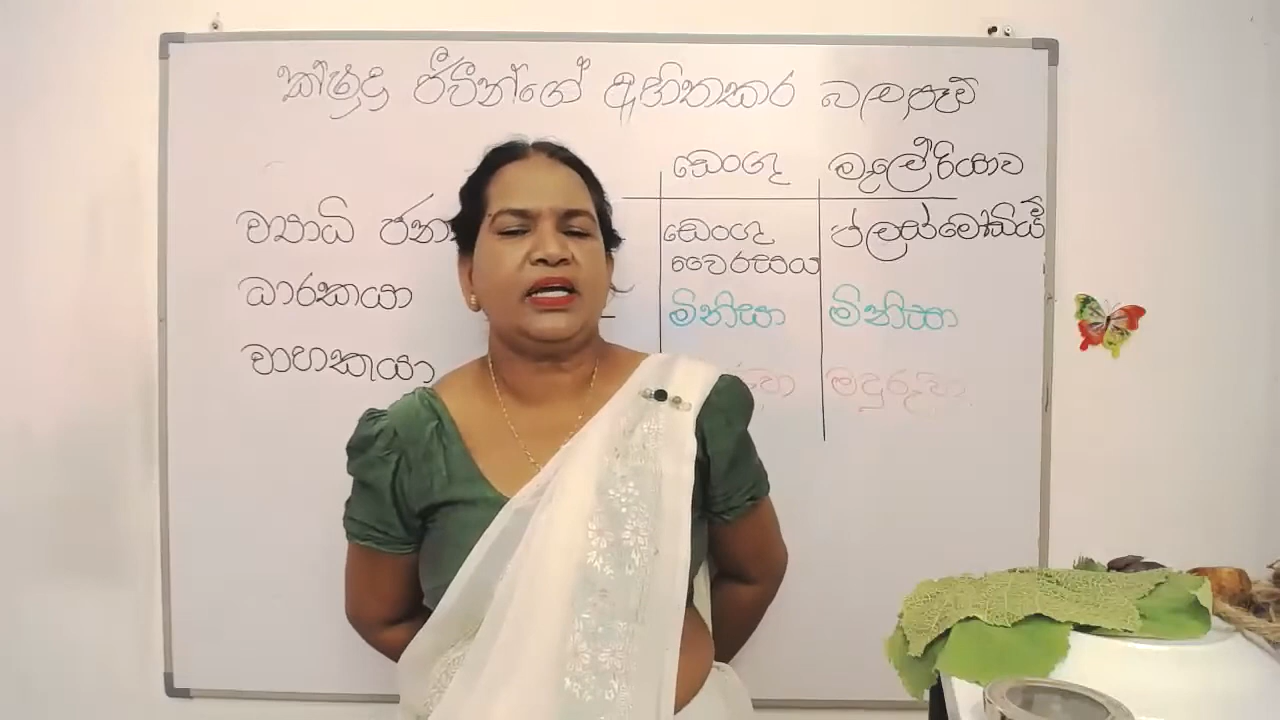 ක්ෂුද්‍ර ජීවීන්ගේ අහිතකර බලපෑම්
ඩෙංගු මැලේරියාව
ව්‍යාධි ඩෙංගු ප්ලාස්මෝඩියම්
වෛරසය
ධාරකයා මිනිසා මිනිසා
වාහකයා මදුරුවා